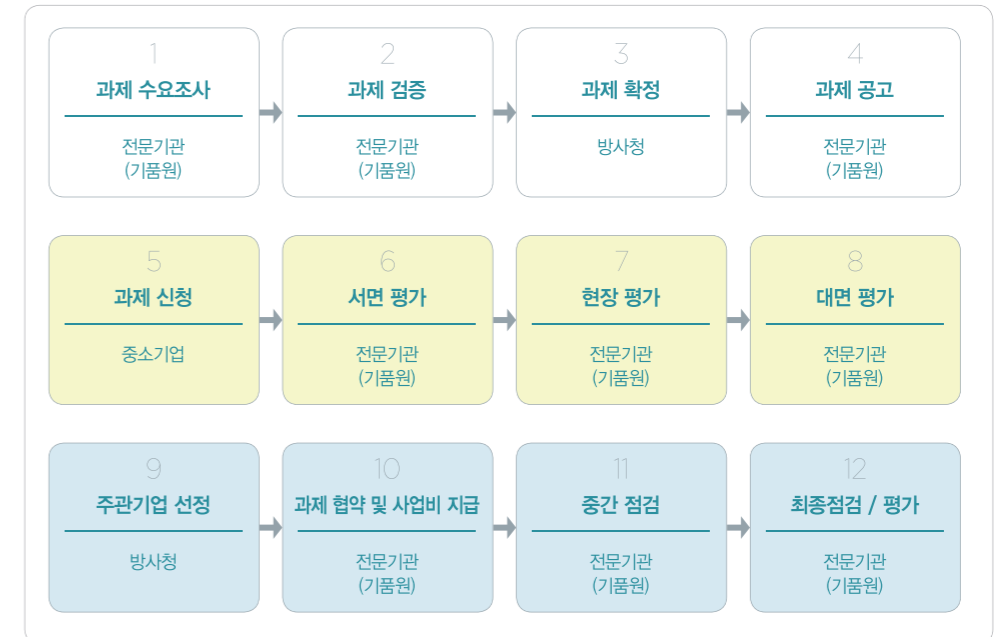 1
과제 수요조사
전문기관
(기품원)
2
과제 검증
전문기관
(기품원)
3
과제 확정
방사청
4
과제 공고
전문기관
(기품원)
5
과제 신청
중소기업
6
서면 평가
전문기관
(기품원)
7
현장 평가
전문기관
(기품원)
8
대면 평가
전문기관
(기품원)
9
주관기업 선정
방사청
10
과제 협약 및 사업비 지급
전문기관
(기품원)
11
중간 점검
전문기관
(기품원)
12
최종점검 / 평가
전문기관
(기품원)